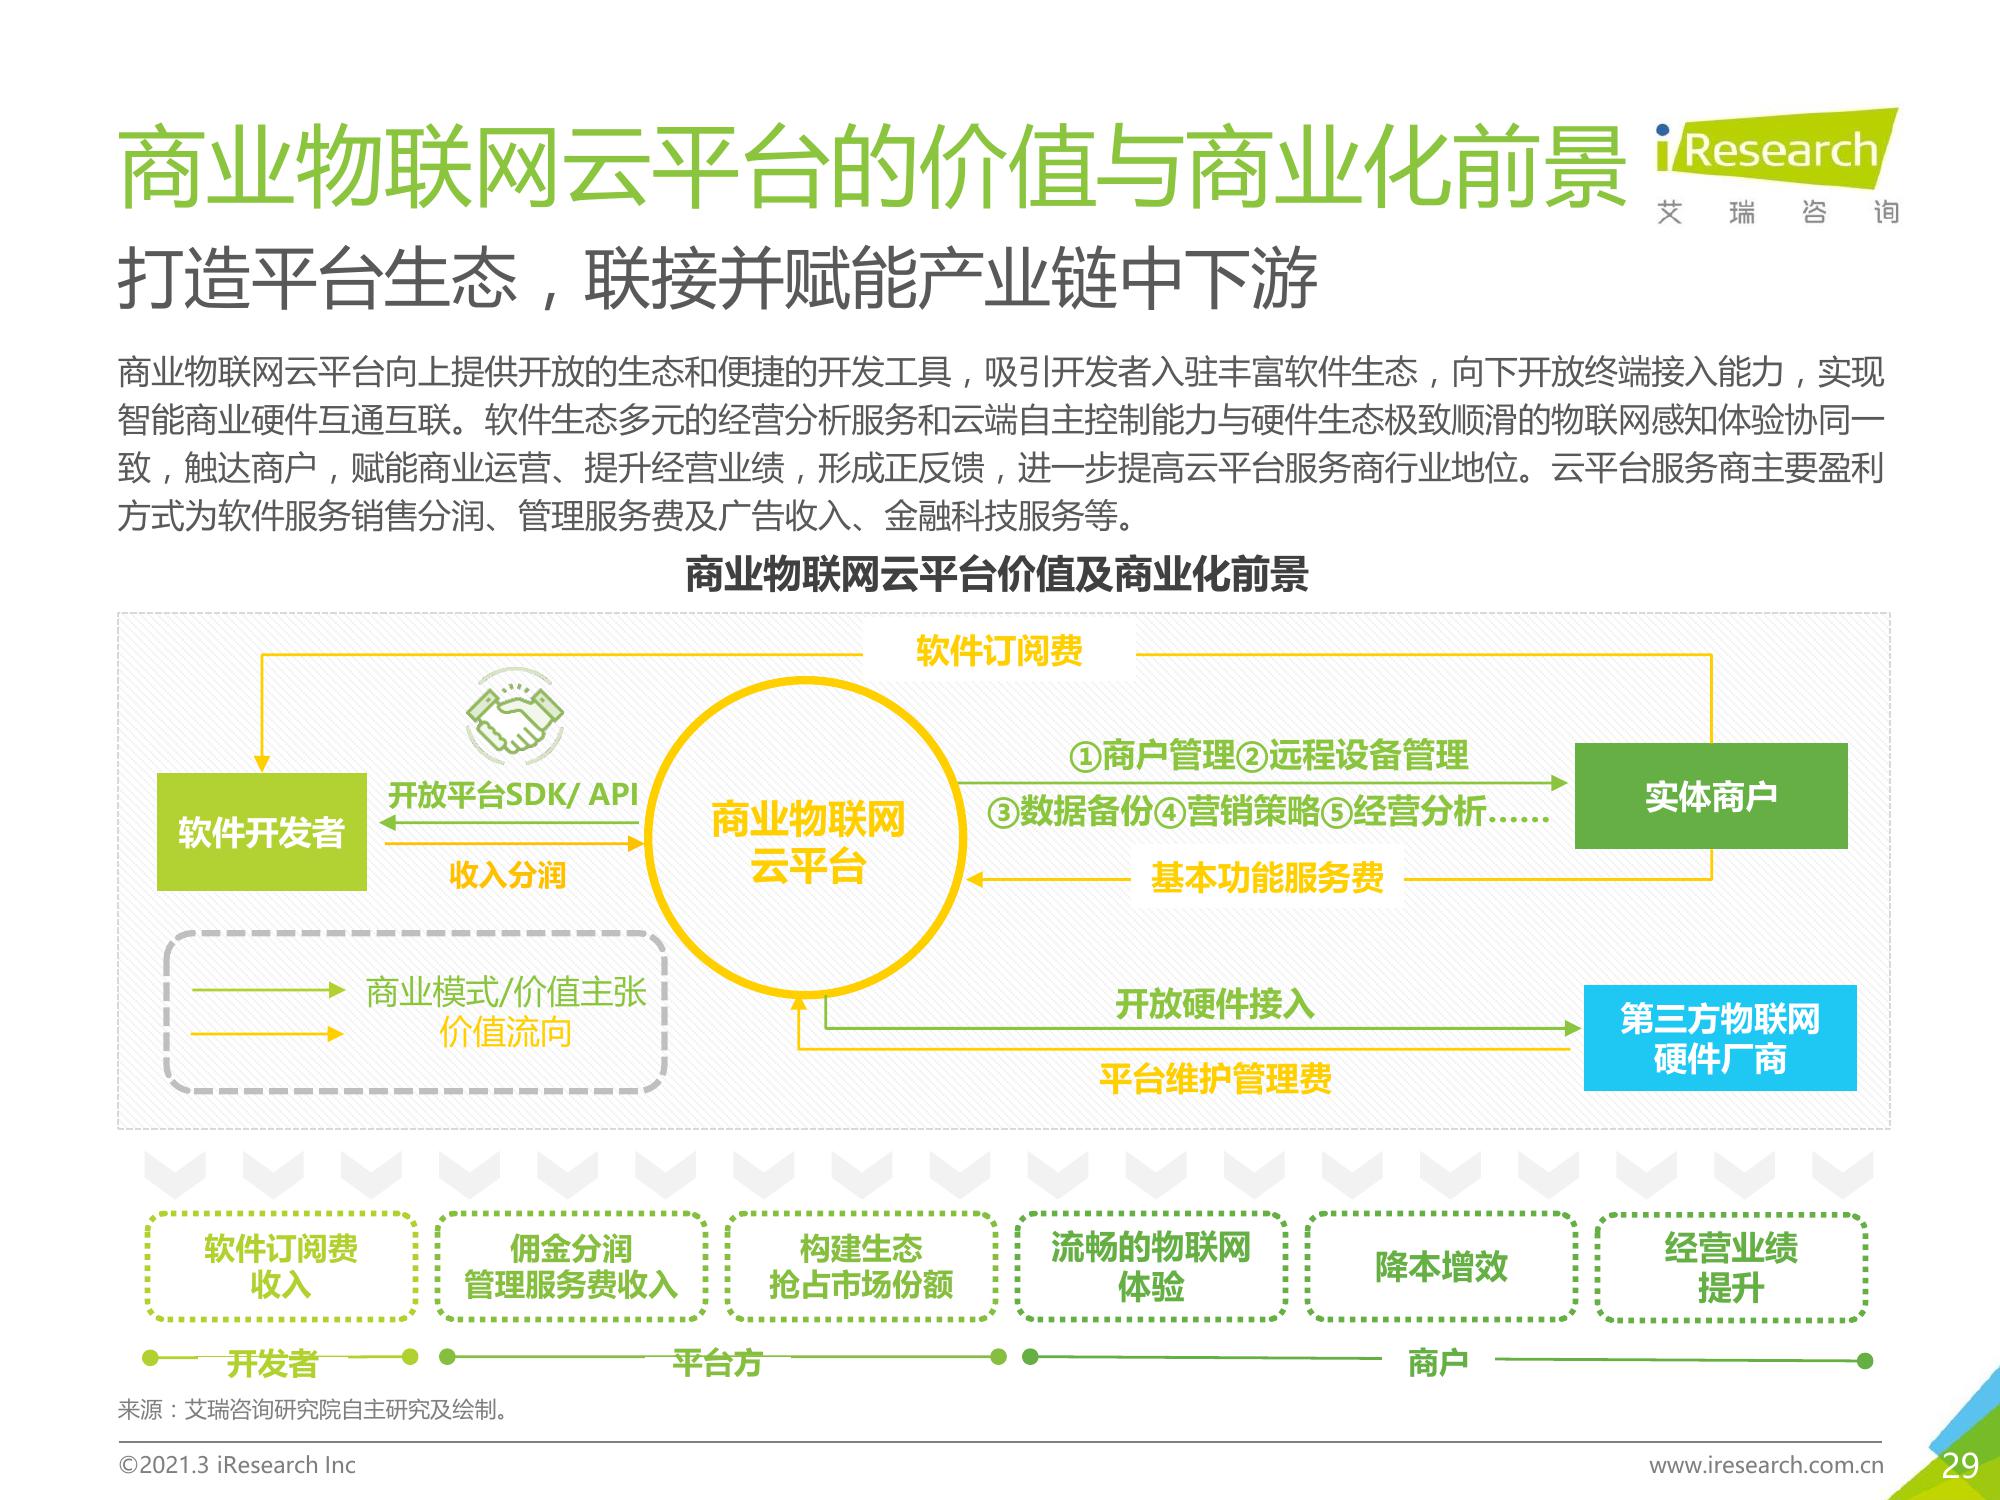 商业物联网云平台的价值与商业化前景
iResearch
艾瑞咨询
打造平台生态，联接并赋能产业链中下游
商业物联网云平台向上提供开放的生态和便捷的开发工具，吸引开发者入驻丰富软件生态，向下开放终端接入能力，实现
智能商业硬件互通互联。软件生态多元的经营分析服务和云端自主控制能力与硬件生态极致顺滑的物联网感知体验协同一
致，触达商户，赋能商业运营、提升经营业绩，形成正反馈，进一步提高云平台服务商行业地位。云平台服务商主要盈利
方式为软件服务销售分润、管理服务费及广告收入、金融科技服务等。
商业物联网云平台价值及商业化前景
软件订阅费
①商户管理②远程设备管理
开放平台SDK/ API
③数据备份④营销策略⑤经营分析……
实体商户
软件开发者
商业物联网
云平台
收入分润
基本功能服务费
商业模式/价值主张
价值流向
开放硬件接入
平台维护管理费
第三方物联网
硬件厂商
软件订阅费
收入
佣金分润
管理服务费收入
构建生态
抢占市场份额
流畅的物联网
体验
降本增效
经营业绩
提升
开发者
平台方
商户
来源：艾瑞咨询研究院自主研究及绘制。
©2021.3 iResearch Inc
www.iresearch.com.cn
29